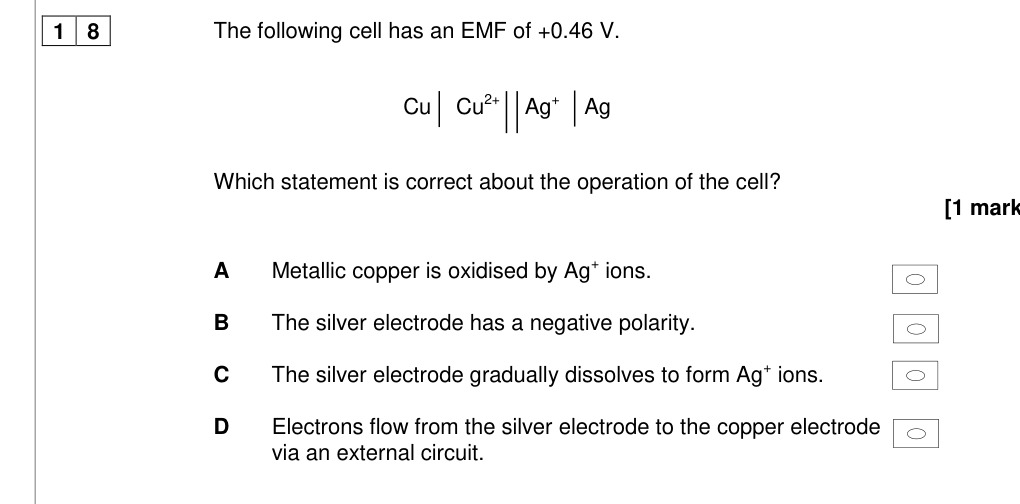 18
The following cell has an EMF of +0.46 V.
Cu│ Cu²⁺││Ag⁺ │Ag
Which statement is correct about the operation of the cell?
[1 mark
A Metallic copper is oxidised by Ag⁺ ions.
B The silver electrode has a negative polarity.
C The silver electrode gradually dissolves to form Ag⁺ ions.
D Electrons flow from the silver electrode to the copper electrode
via an external circuit.